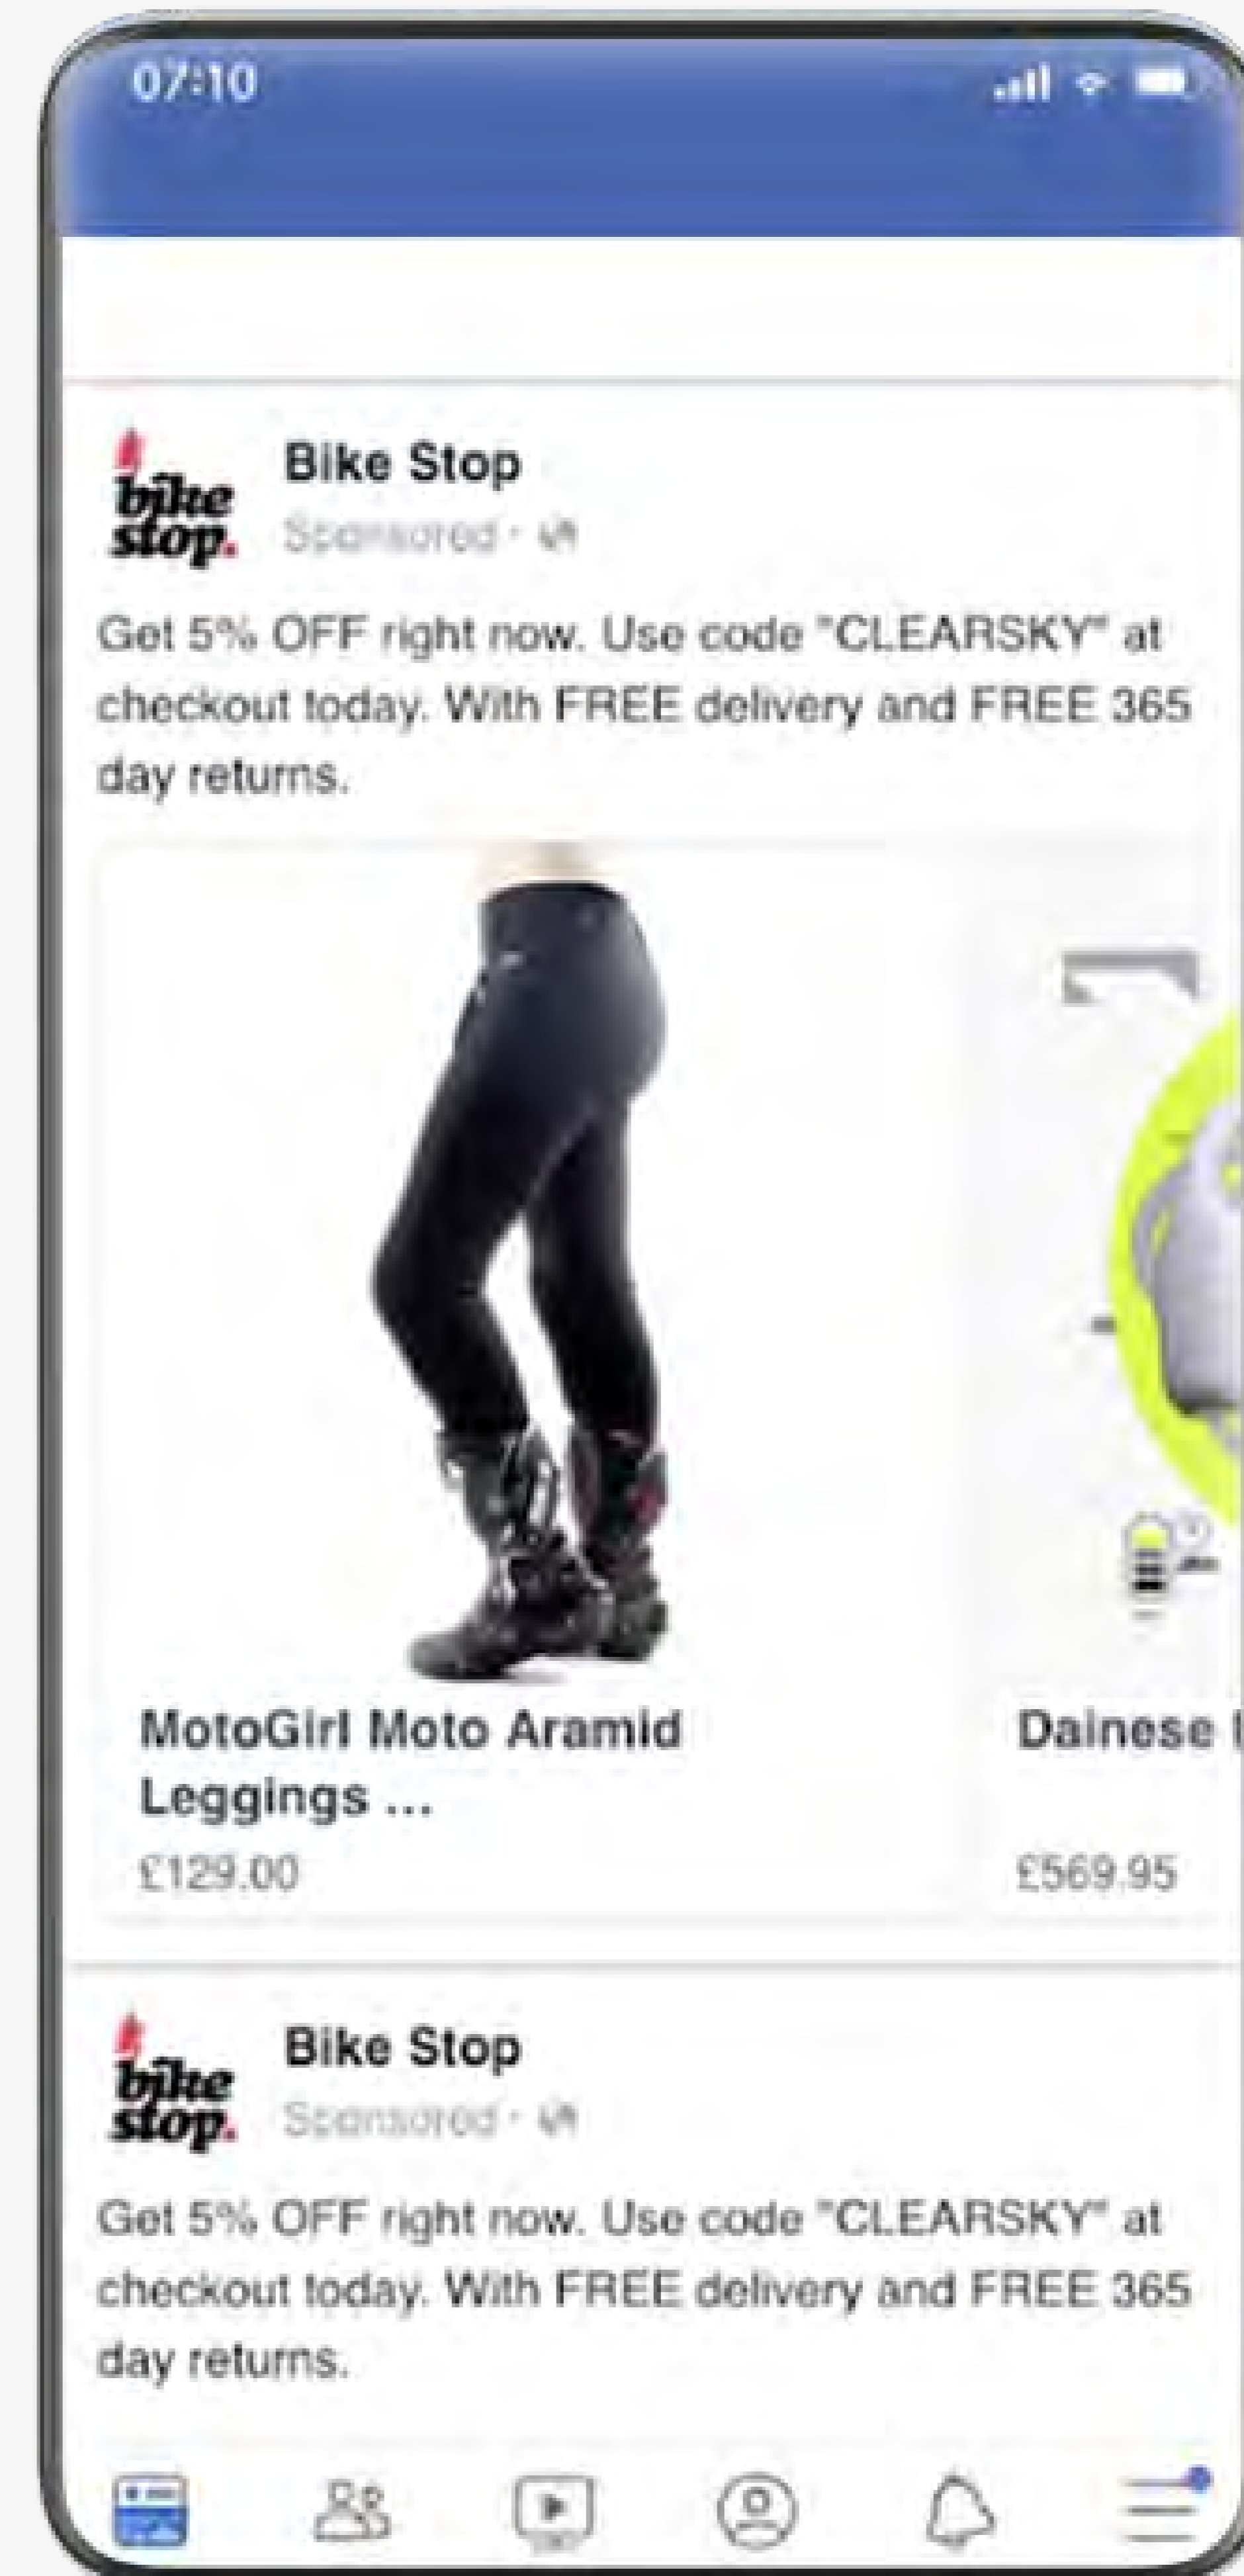 07:10
bike
stop.
Bike Stop
Sponsored ·
Get 5% OFF right now. Use code "CLEARSKY" at
checkout today. With FREE delivery and FREE 365
day returns.
MotoGirl Moto Aramid
Leggings ...
£129.00
Dainese
£569.95
bike
stop.
Bike Stop
Sponsored ·
Get 5% OFF right now. Use code "CLEARSKY" at
checkout today. With FREE delivery and FREE 365
day returns.